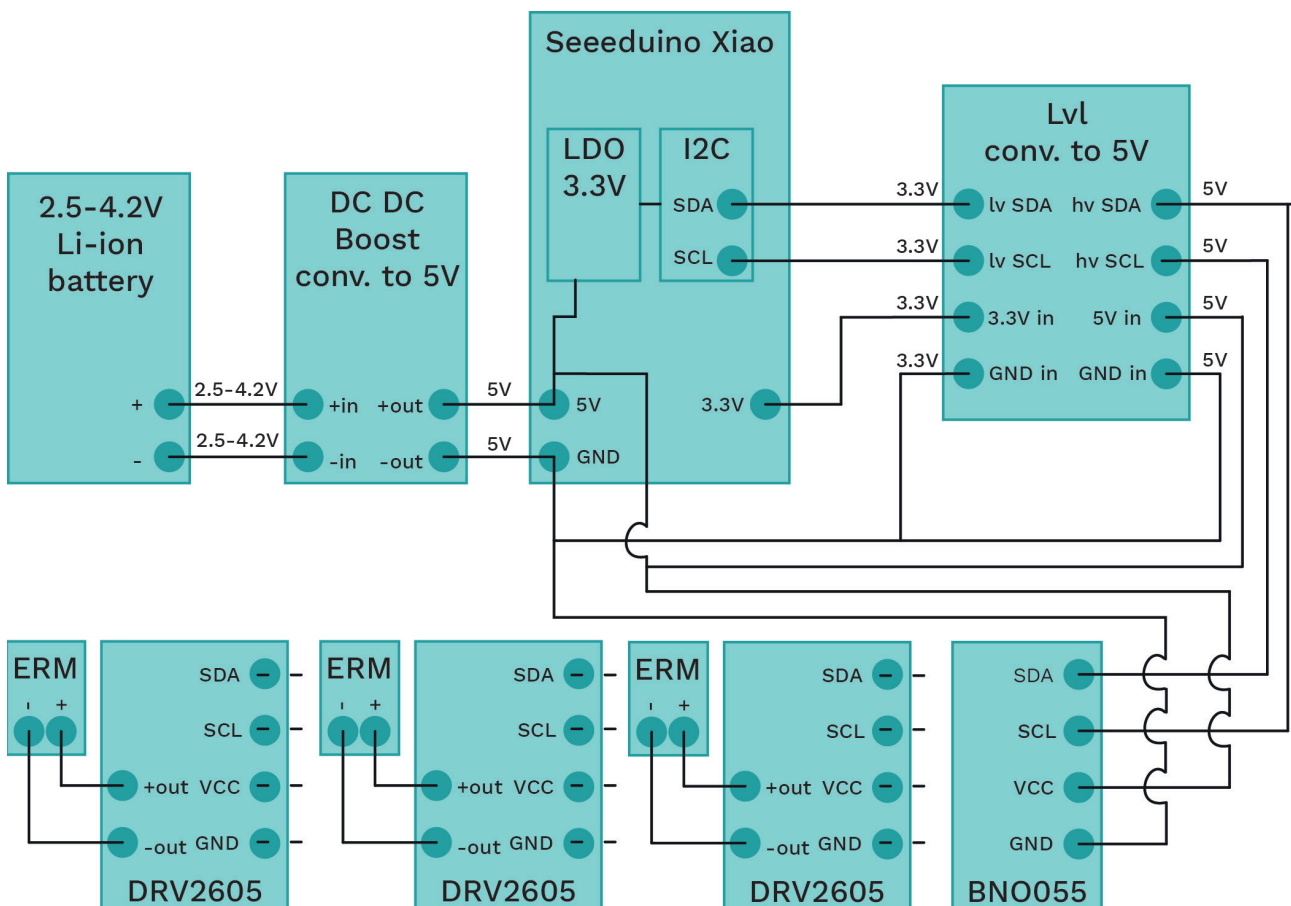 Seeeduino Xiao
LDO
3.3V
I2C
SDA
SCL
5V
GND
3.3V
2.5-4.2V
Li-ion
battery
+
-
2.5-4.2V
2.5-4.2V
DC DC
Boost
conv. to 5V
+in +out
-in -out
5V
5V
Lvl
conv. to 5V
3.3V
lv SDA hv SDA
5V
3.3V
lv SCL hv SCL
5V
3.3V
3.3V in 5V in
5V
3.3V
GND in GND in
5V
ERM
- +
SDA
SCL
+out VCC
-out GND
DRV2605
ERM
- +
SDA
SCL
+out VCC
-out GND
DRV2605
ERM
- +
SDA
SCL
+out VCC
-out GND
DRV2605
SDA
SCL
VCC
GND
BNO055